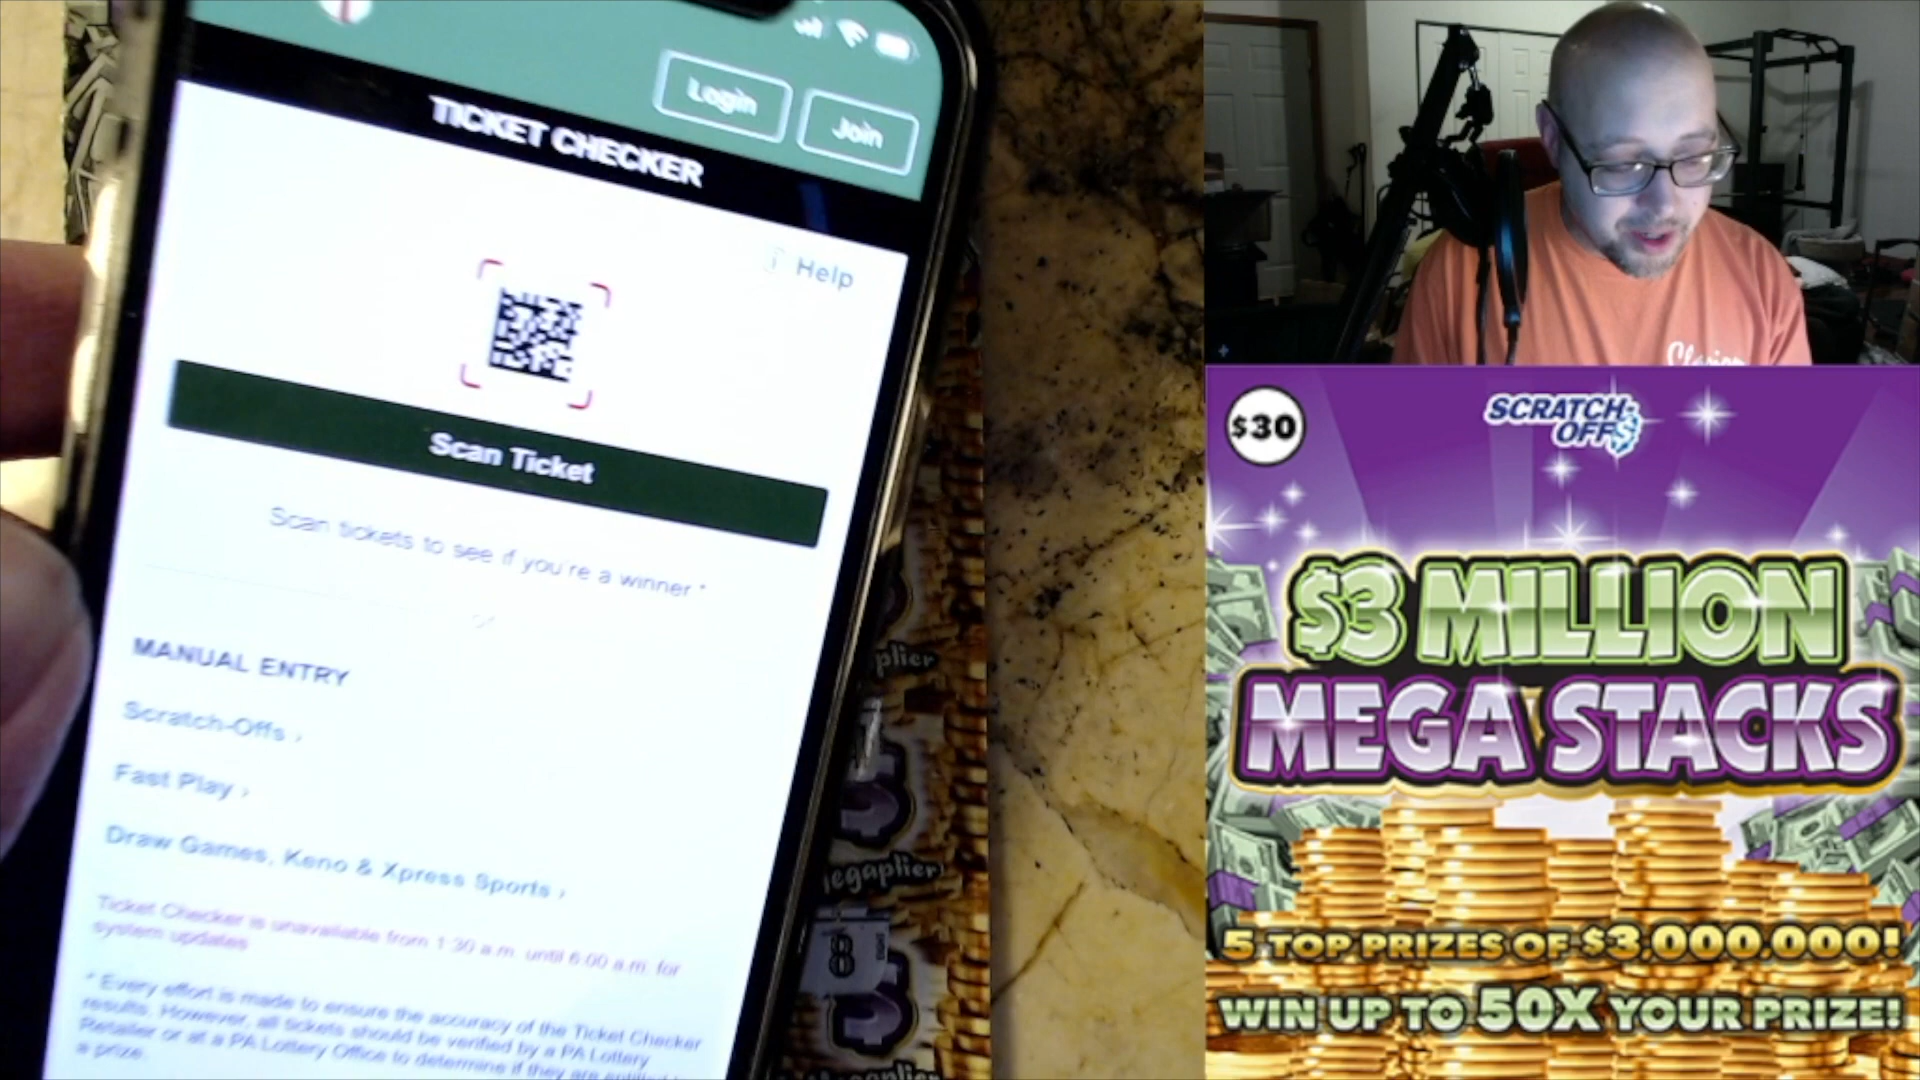 Login
Join
TICKET CHECKER
Help
Scan Ticket
Scan tickets to see if you're a winner *
MANUAL ENTRY
Scratch-Offs ›
Fast Play ›
Draw Games, Keno & Xpress Sports ›
Ticket Checker is unavailable from 1:30 a.m. until 6:00 a.m. for
system updates
* Every effort is made to ensure the accuracy of the Ticket Checker
results. However, all tickets should be verified by a PA Lottery
Retailer or at a PA Lottery Office to determine if they are
a prize.
8
$30
SCRATCH-
OFFS
$3 MILLION
MEGA STACKS
5 TOP PRIZES OF $3,000,000!
WIN UP TO 50X YOUR PRIZE!